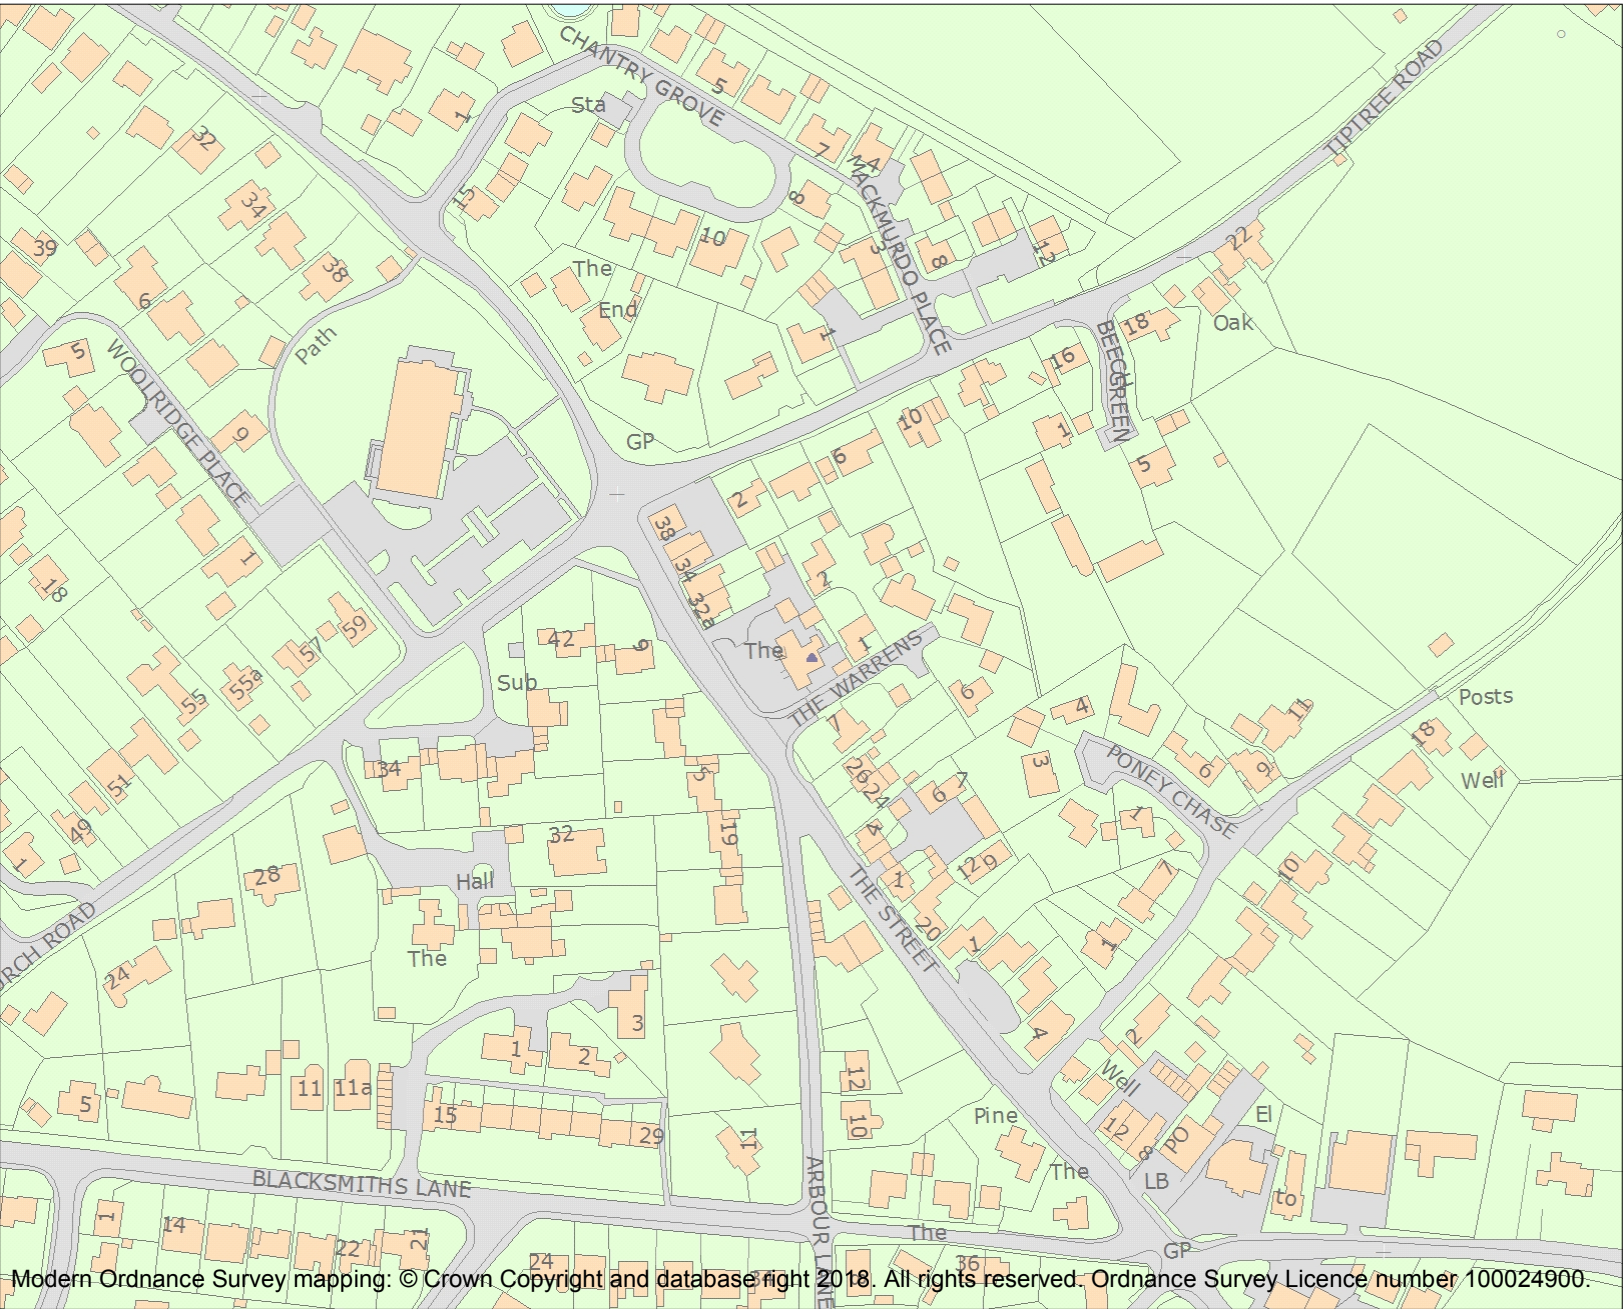 CHANTRY GROVE
TIPTREE ROAD
Sta
5
1
32
7
4
MACKMURDO PLACE
15
8
34
10
3
8
12
22
39
38
The
6
End
1
18
Oak
BEECH GREEN
5
WOOLRIDGE PLACE
Path
16
9
GP
10
1
6
5
2
38
1
34
2
18
32a
59
42
9
The
1
57
THE WARRENS
55a
Sub
6
4
55
7
11
Posts
18
PONEY CHASE
34
5
26
24
7
6
3
6
9
Well
51
49
1
32
19
4
1
28
Hall
1
12
9
7
10
THE STREET
20
1
1
The
24
3
4
2
1
2
Well
12
11
11a
5
15
10
Pine
El
29
11
12
8
PO
The
LB
to
BLACKSMITHS LANE
ARBOUR LANE
1
14
22
21
The
GP
24
36
Modern Ordnance Survey mapping: © Crown Copyright and database right 2018. All rights reserved. Ordnance Survey Licence number 100024900.